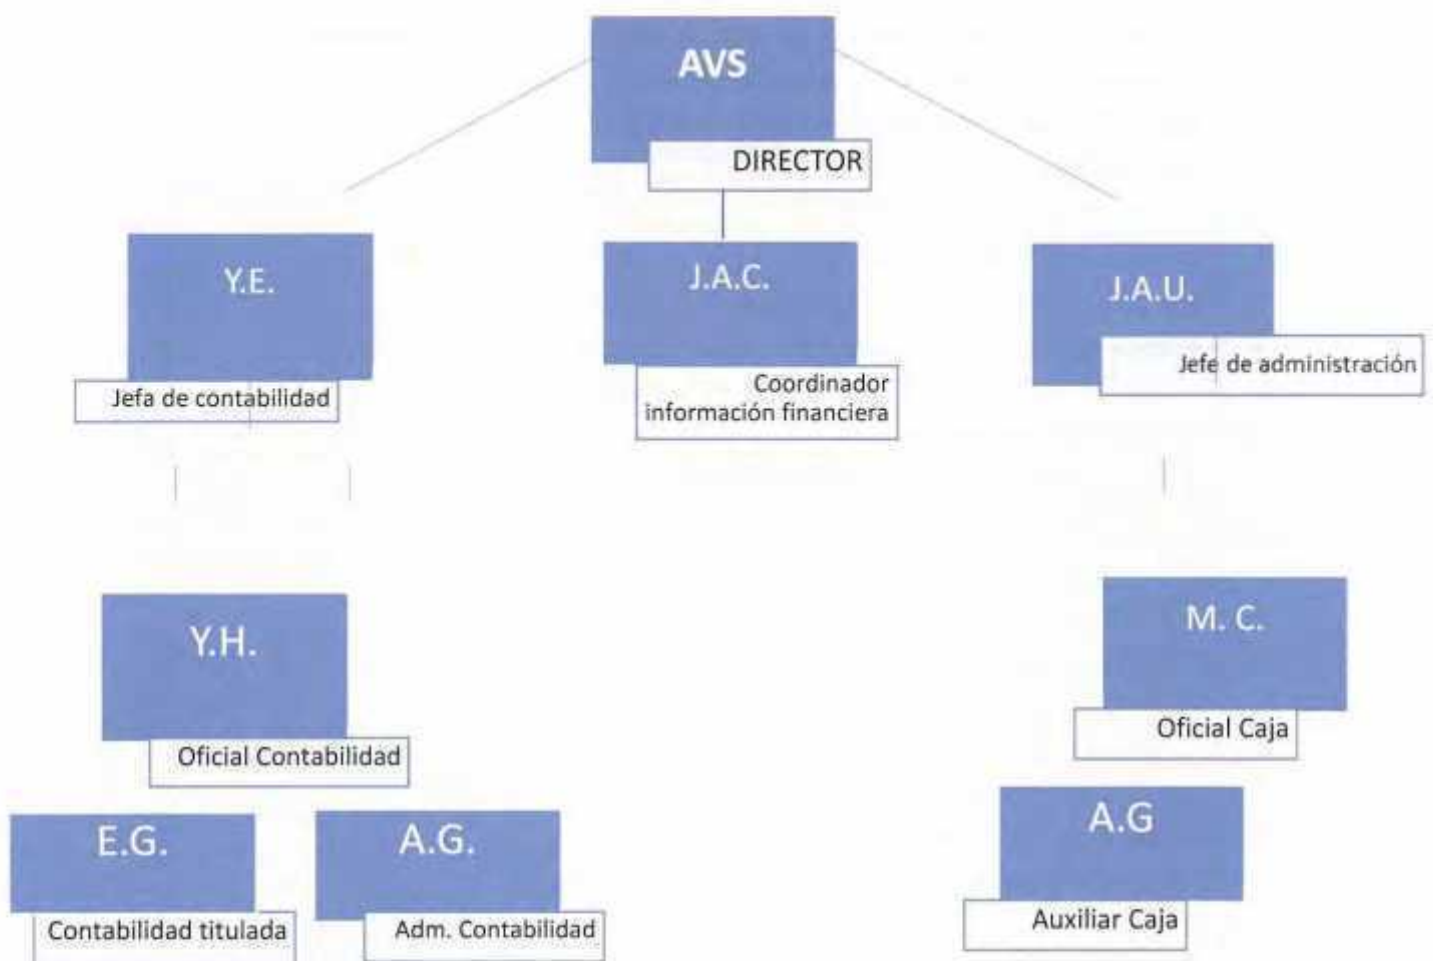 AVS
DIRECTOR
Y.E.
Jefa de contabilidad
J.A.C.
Coordinador
información financiera
J.A.U.
Jefe de administración
Y.H.
Oficial Contabilidad
M. C.
Oficial Caja
E.G.
Contabilidad titulada
A.G.
Adm. Contabilidad
A.G
Auxiliar Caja